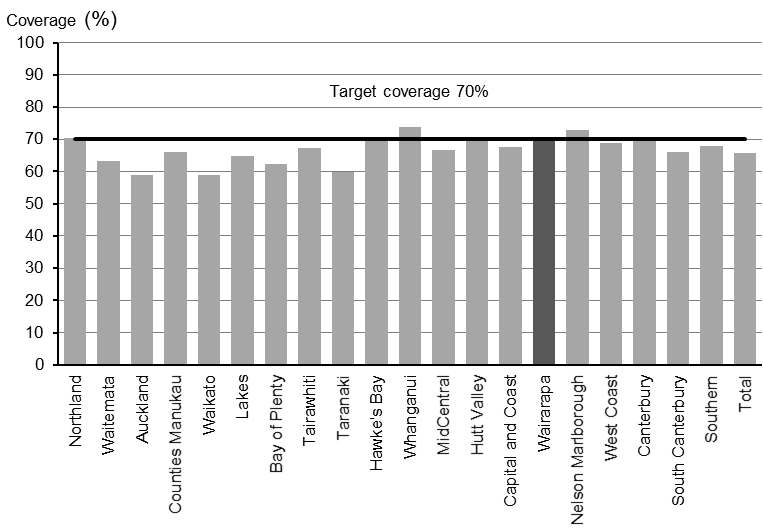 Coverage (%)
Target coverage 70%
100
90
80
70
60
50
40
30
20
10
0
Northland
Waitemata
Auckland
Counties Manukau
Waikato
Lakes
Bay of Plenty
Tairawhiti
Taranaki
Hawke's Bay
Whanganui
MidCentral
Hutt Valley
Capital and Coast
Wairarapa
Nelson Marlborough
West Coast
Canterbury
South Canterbury
Southern
Total